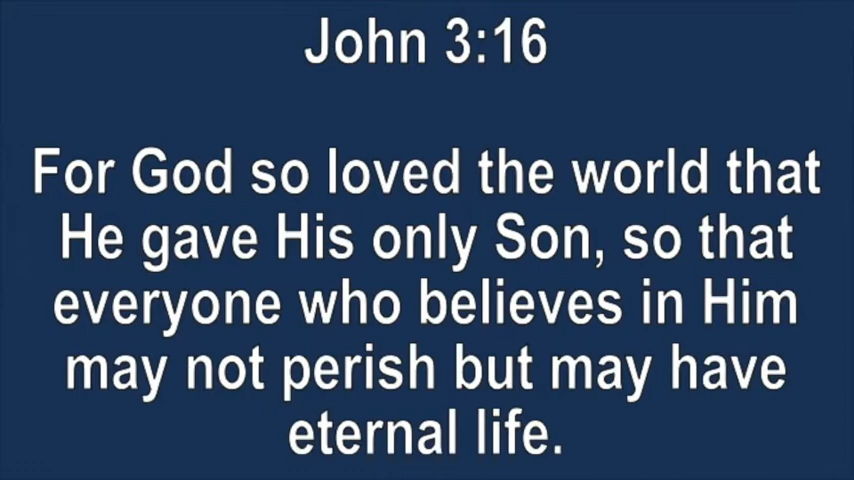 John 3:16
For God so loved the world that
He gave His only Son, so that
everyone who believes in Him
may not perish but may have
eternal life.